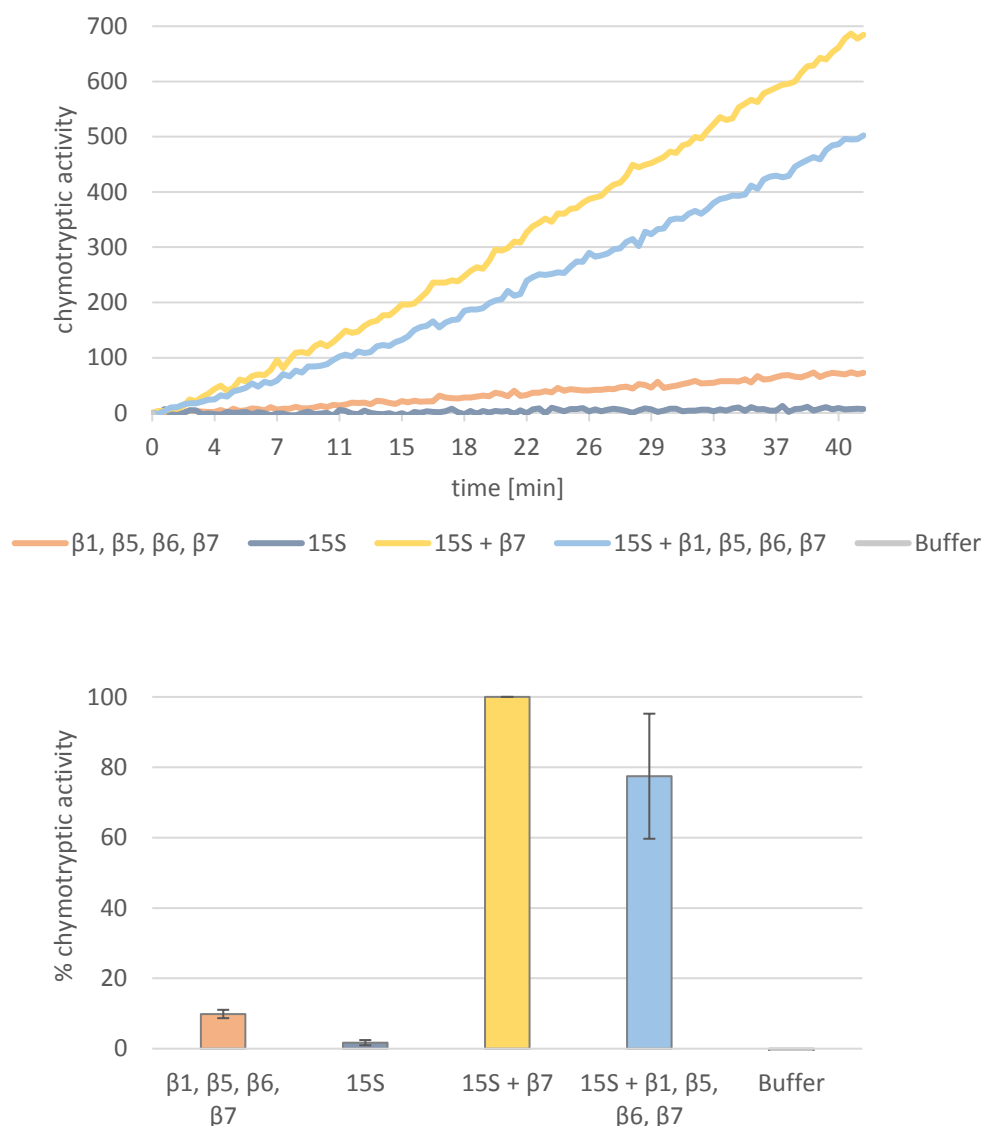 700
600
500
400
300
200
100
0
chymotryptic activity
0 4 7 11 15 18 22 26 29 33 37 40
time [min]
β1, β5, β6, β7 15S 15S + β7 15S + β1, β5, β6, β7 Buffer
100
80
60
40
20
0
% chymotryptic activity
β1, β5, β6, 15S 15S + β7 15S + β1, β5, Buffer
β7 β6, β7